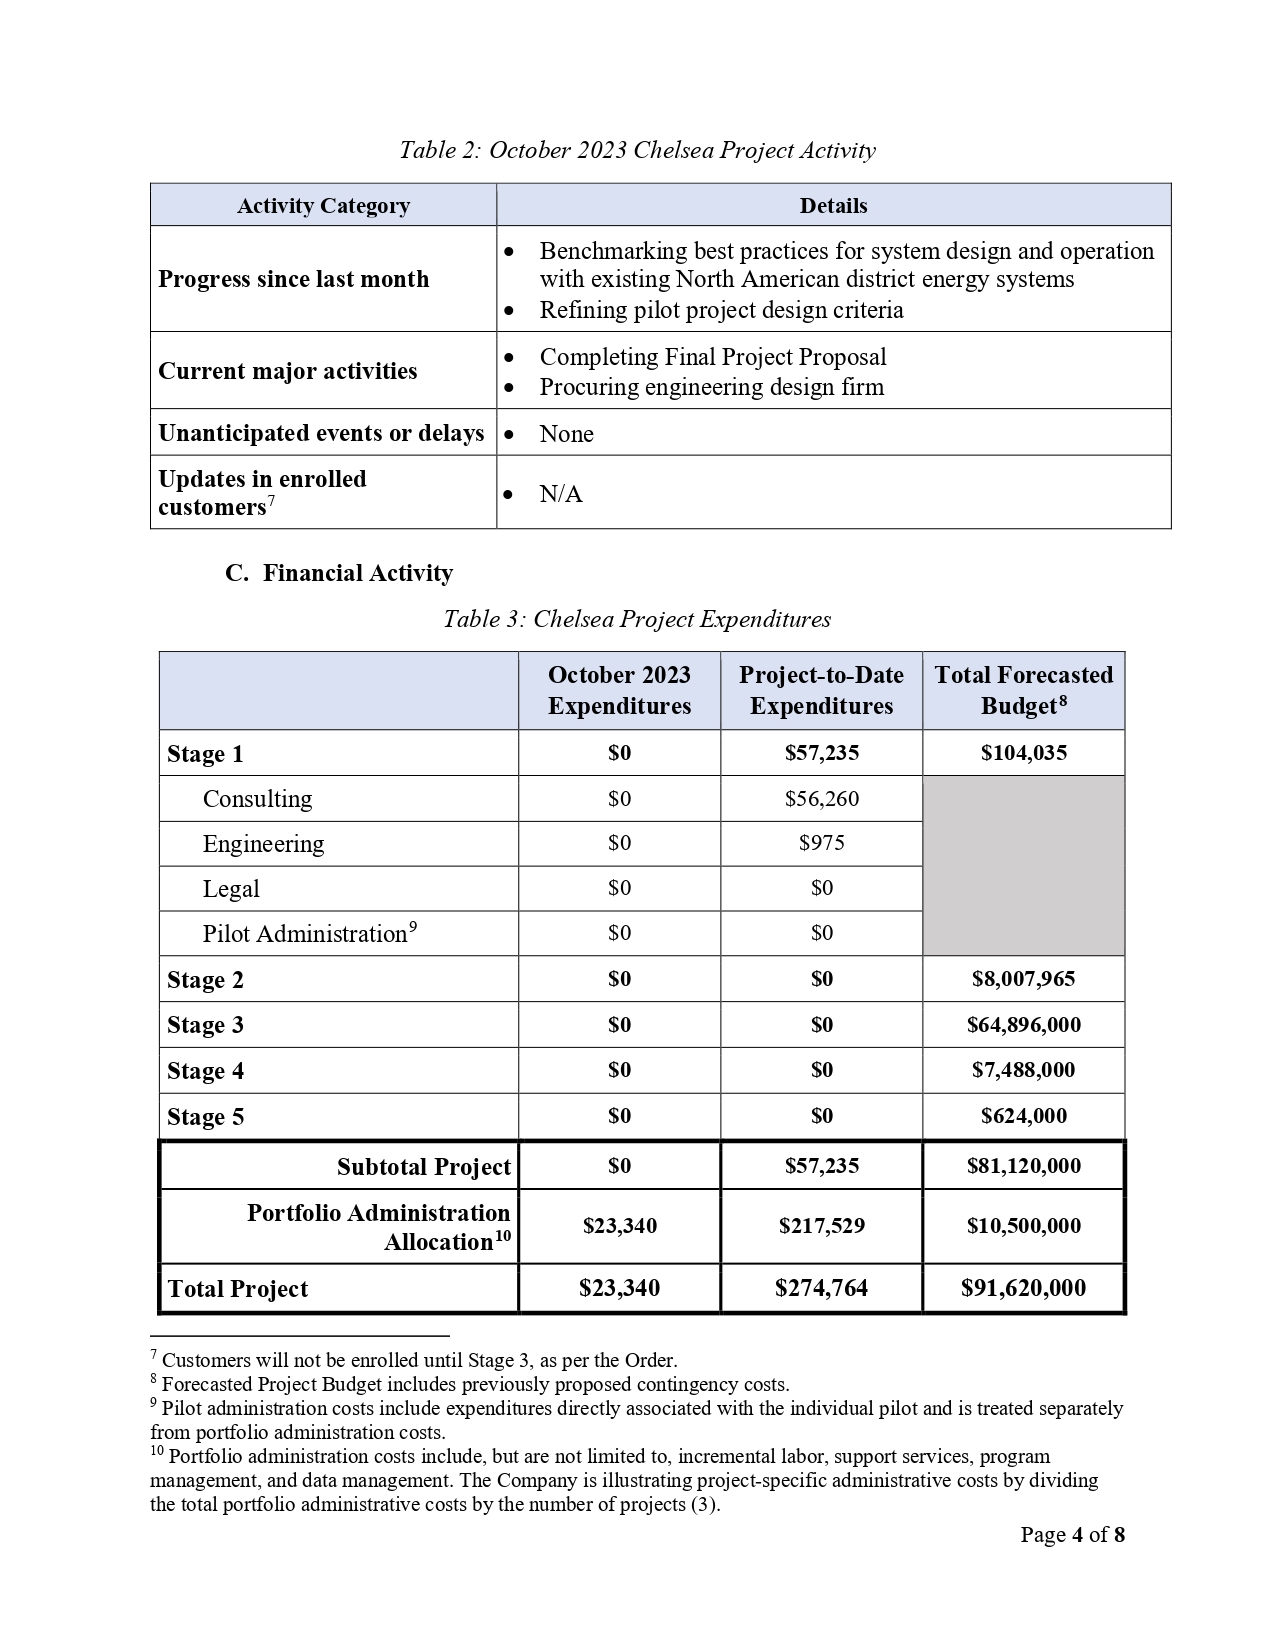 Table 2: October 2023 Chelsea Project Activity
Activity Category
Details
Progress since last month
• Benchmarking best practices for system design and operation
with existing North American district energy systems
• Refining pilot project design criteria
Current major activities
• Completing Final Project Proposal
• Procuring engineering design firm
Unanticipated events or delays
• None
Updates in enrolled
customers7
• N/A
C. Financial Activity
Table 3: Chelsea Project Expenditures
October 2023
Expenditures
Project-to-Date
Expenditures
Total Forecasted
Budget8
Stage 1 $0 $57,235 $104,035
Consulting $0 $56,260
Engineering $0 $975
Legal $0 $0
Pilot Administration9 $0 $0
Stage 2 $0 $0 $8,007,965
Stage 3 $0 $0 $64,896,000
Stage 4 $0 $0 $7,488,000
Stage 5 $0 $0 $624,000
Subtotal Project $0 $57,235 $81,120,000
Portfolio Administration
Allocation10 $23,340 $217,529 $10,500,000
Total Project $23,340 $274,764 $91,620,000
7 Customers will not be enrolled until Stage 3, as per the Order.
8 Forecasted Project Budget includes previously proposed contingency costs.
9 Pilot administration costs include expenditures directly associated with the individual pilot and is treated separately
from portfolio administration costs.
10 Portfolio administration costs include, but are not limited to, incremental labor, support services, program
management, and data management. The Company is illustrating project-specific administrative costs by dividing
the total portfolio administrative costs by the number of projects (3).
Page 4 of 8